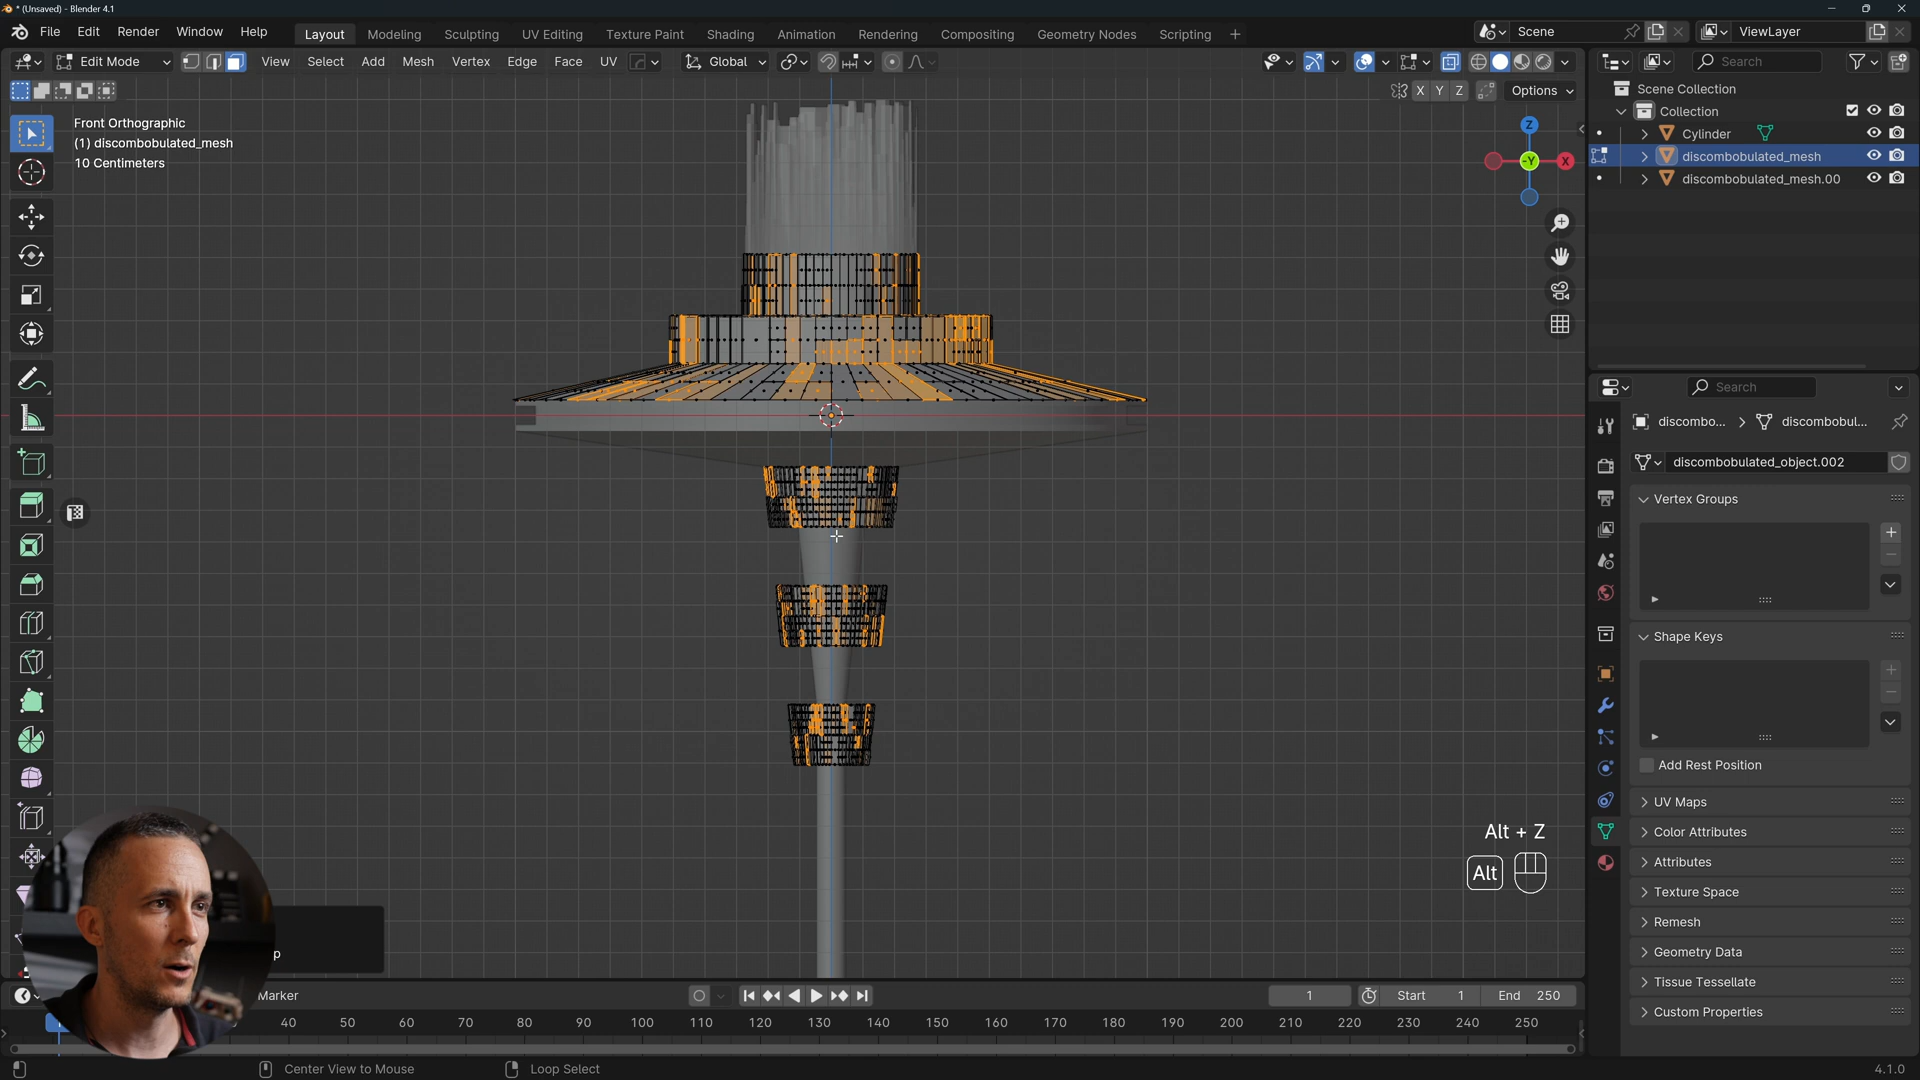 * (Unsaved) - Blender 4.1
File Edit Render Window Help
Layout Modeling Sculpting UV Editing Texture Paint Shading Animation Rendering Compositing Geometry Nodes Scripting +
Scene
ViewLayer
Edit Mode
View Select Add Mesh Vertex Edge Face UV
Global
Search
X Y Z
Options
Front Orthographic
(1) discombobulated_mesh
10 Centimeters
Z
-Y
X
Scene Collection
Collection
Cylinder
discombobulated_mesh
discombobulated_mesh.00
Search
discombo... > discombobul...
discombobulated_object.002
Vertex Groups
Shape Keys
Add Rest Position
UV Maps
Color Attributes
Attributes
Texture Space
Remesh
Geometry Data
Tissue Tessellate
Custom Properties
Alt + Z
Alt
p
Marker
1
Start 1
End 250
40 50 60 70 80 90 100 110 120 130 140 150 160 170 180 190 200 210 220 230 240 250
Center View to Mouse
Loop Select
4.1.0